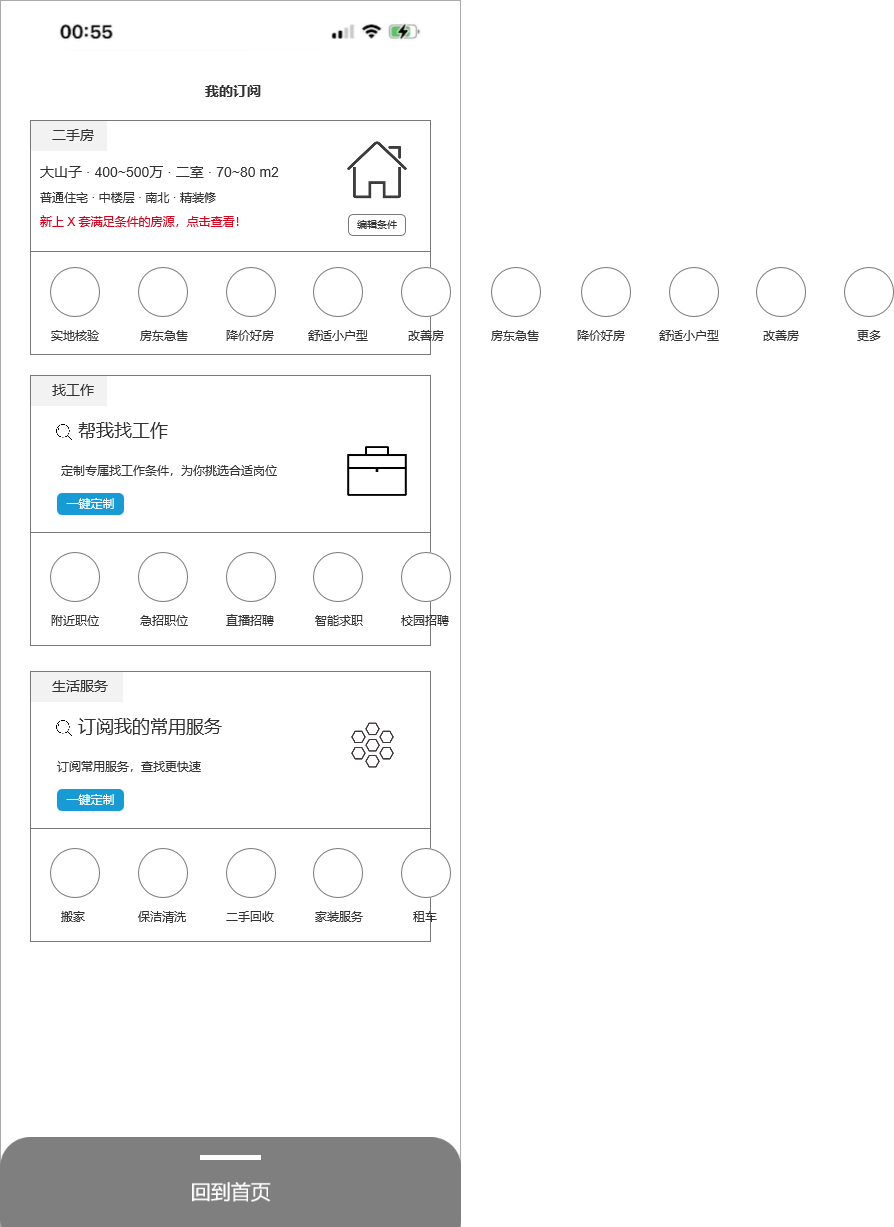 00:55
我的订阅
二手房
大山子 · 400~500万 · 二室 · 70~80 m2
普通住宅 · 中楼层 · 南北 · 精装修
新上 X 套满足条件的房源，点击查看！
编辑条件
实地核验 房东急售 降价好房 舒适小户型 改善房 房东急售 降价好房 舒适小户型 改善房 更多
找工作
帮我找工作
定制专属找工作条件，为你挑选合适岗位
一键定制
附近职位 急招职位 直播招聘 智能求职 校园招聘
生活服务
订阅我的常用服务
订阅常用服务，查找更快速
一键定制
搬家 保洁清洗 二手回收 家装服务 租车
回到首页